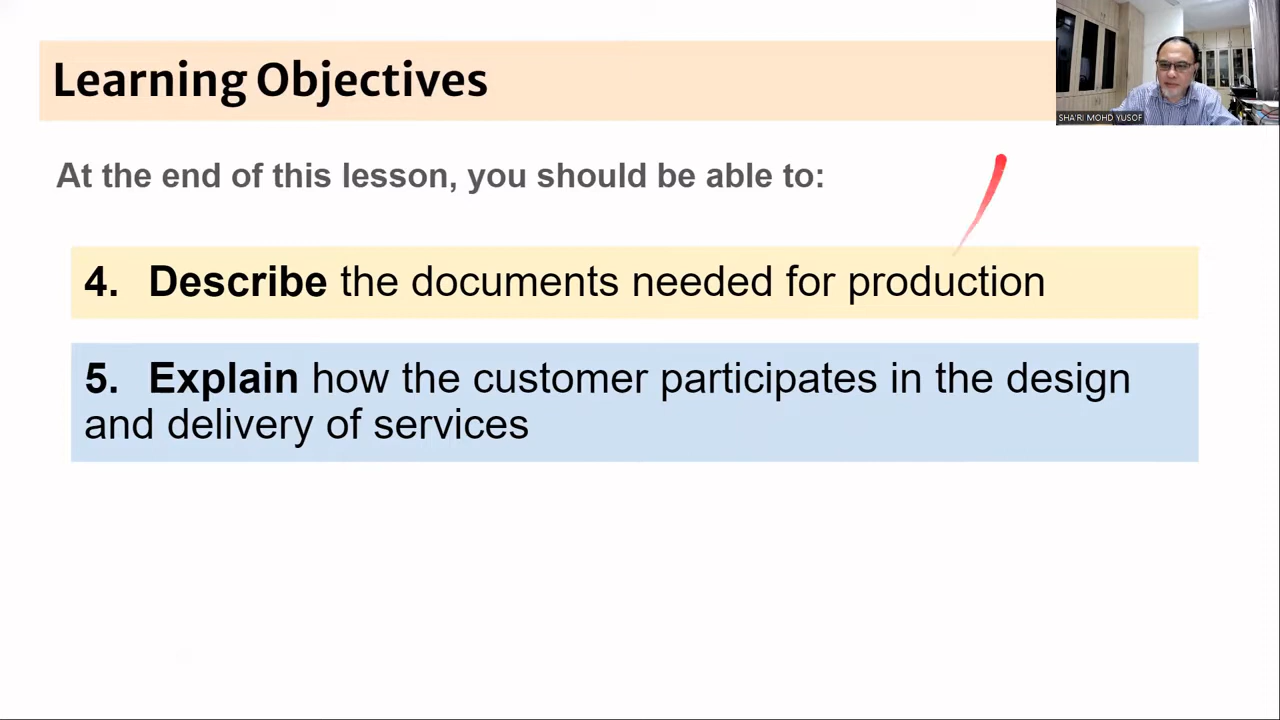 Learning Objectives
SHA'RI MOHD YUSOF
At the end of this lesson, you should be able to:
4. Describe the documents needed for production
5. Explain how the customer participates in the design
and delivery of services